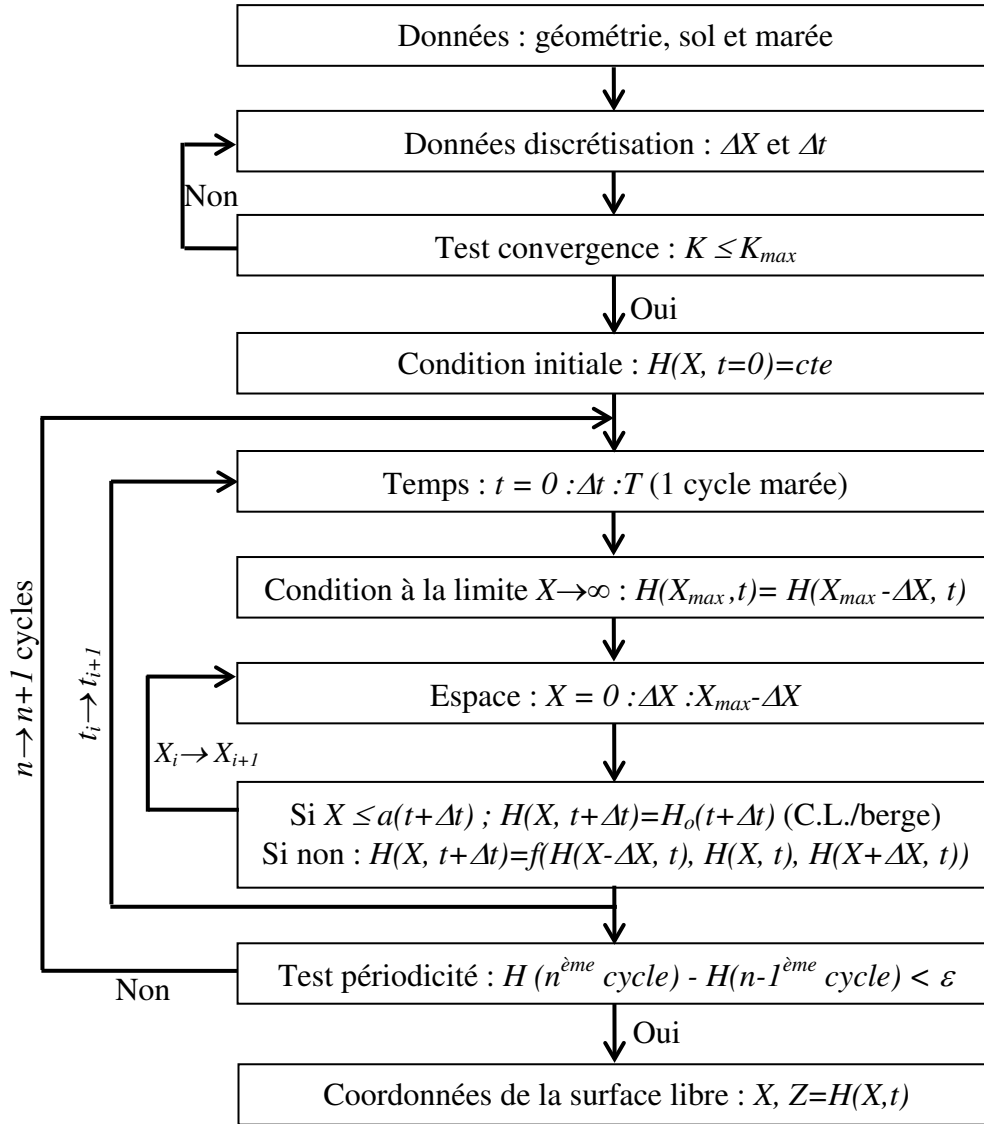 Données : géométrie, sol et marée
Données discrétisation : ΔX et Δt
Non
Test convergence : K ≤ Kmax
Oui
Condition initiale : H(X, t=0)=cte
Temps : t = 0 :Δt :T (1 cycle marée)
Condition à la limite X→∞ : H(Xmax ,t)= H(Xmax -ΔX, t)
n→n+1 cycles
ti→ti+1
Espace : X = 0 :ΔX :Xmax-ΔX
Xi→ Xi+1
Si X ≤ a(t+Δt) ; H(X, t+Δt)=Ho(t+Δt) (C.L./berge)
Si non : H(X, t+Δt)=f(H(X-ΔX, t), H(X, t), H(X+ΔX, t))
Test périodicité : H (nème cycle) - H(n-1ème cycle) < ε
Non
Oui
Coordonnées de la surface libre : X, Z=H(X,t)